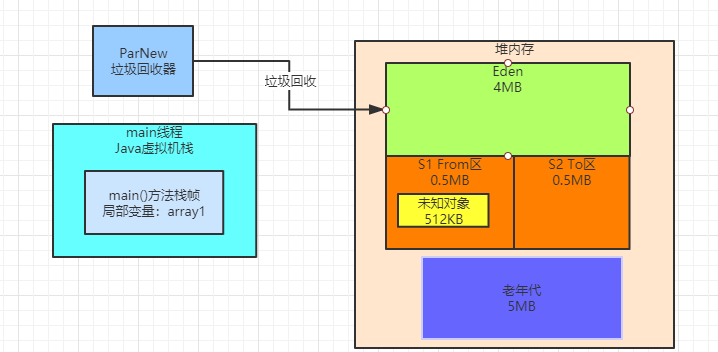 ParNew
垃圾回收器
垃圾回收
main线程
Java虚拟机栈
main()方法栈帧
局部变量：array1
堆内存
Eden
4MB
S1 From区
0.5MB
S2 To区
0.5MB
未知对象
512KB
老年代
5MB